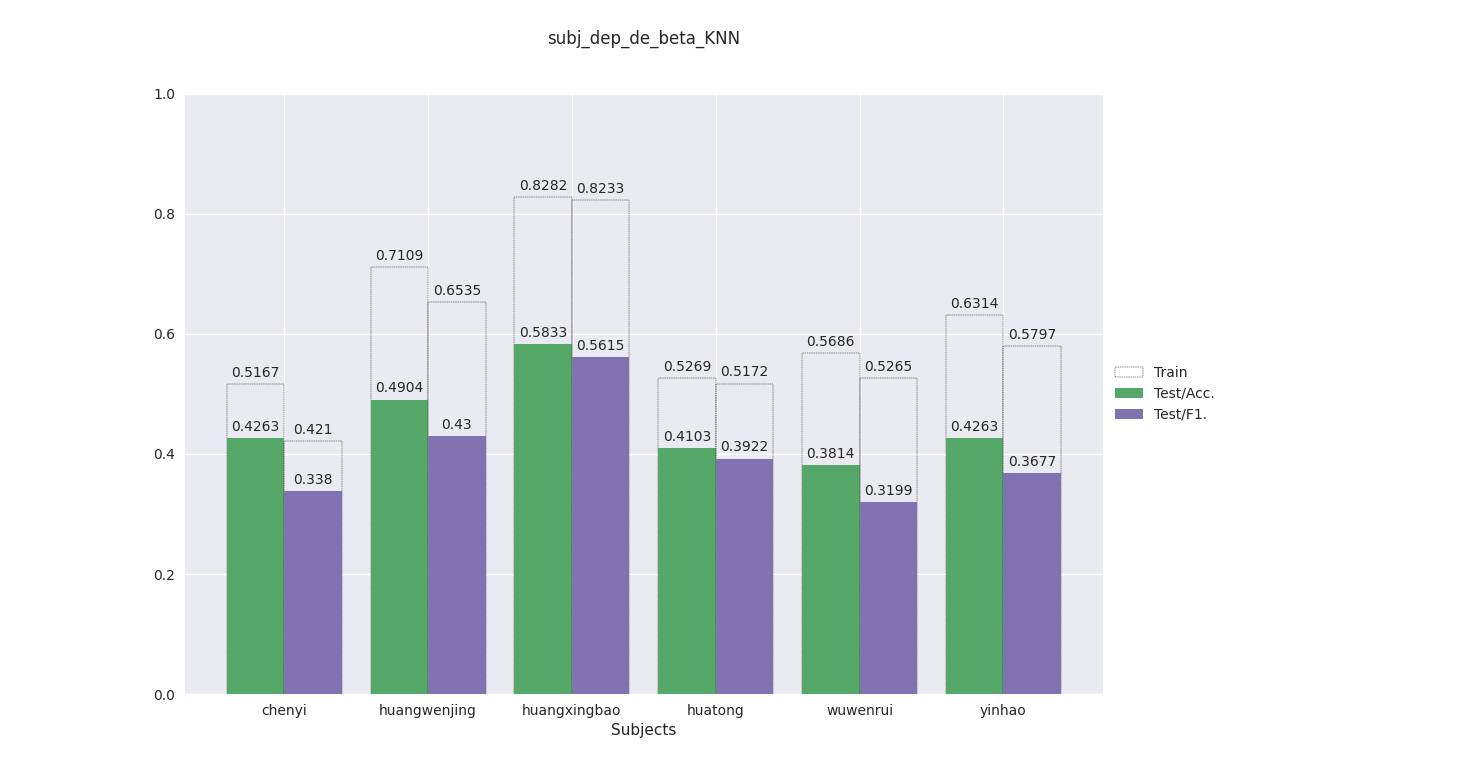 subj_dep_de_beta_KNN
1.0
0.8
0.6
0.4
0.2
0.0
0.5167
0.421
0.4263
0.338
0.7109
0.6535
0.4904
0.43
0.8282
0.8233
0.5833
0.5615
0.5269
0.5172
0.4103
0.3922
0.5686
0.5265
0.3814
0.3199
0.6314
0.5797
0.4263
0.3677
chenyi
huangwenjing
huangxingbao
huatong
wuwenrui
yinhao
Subjects
Train
Test/Acc.
Test/F1.